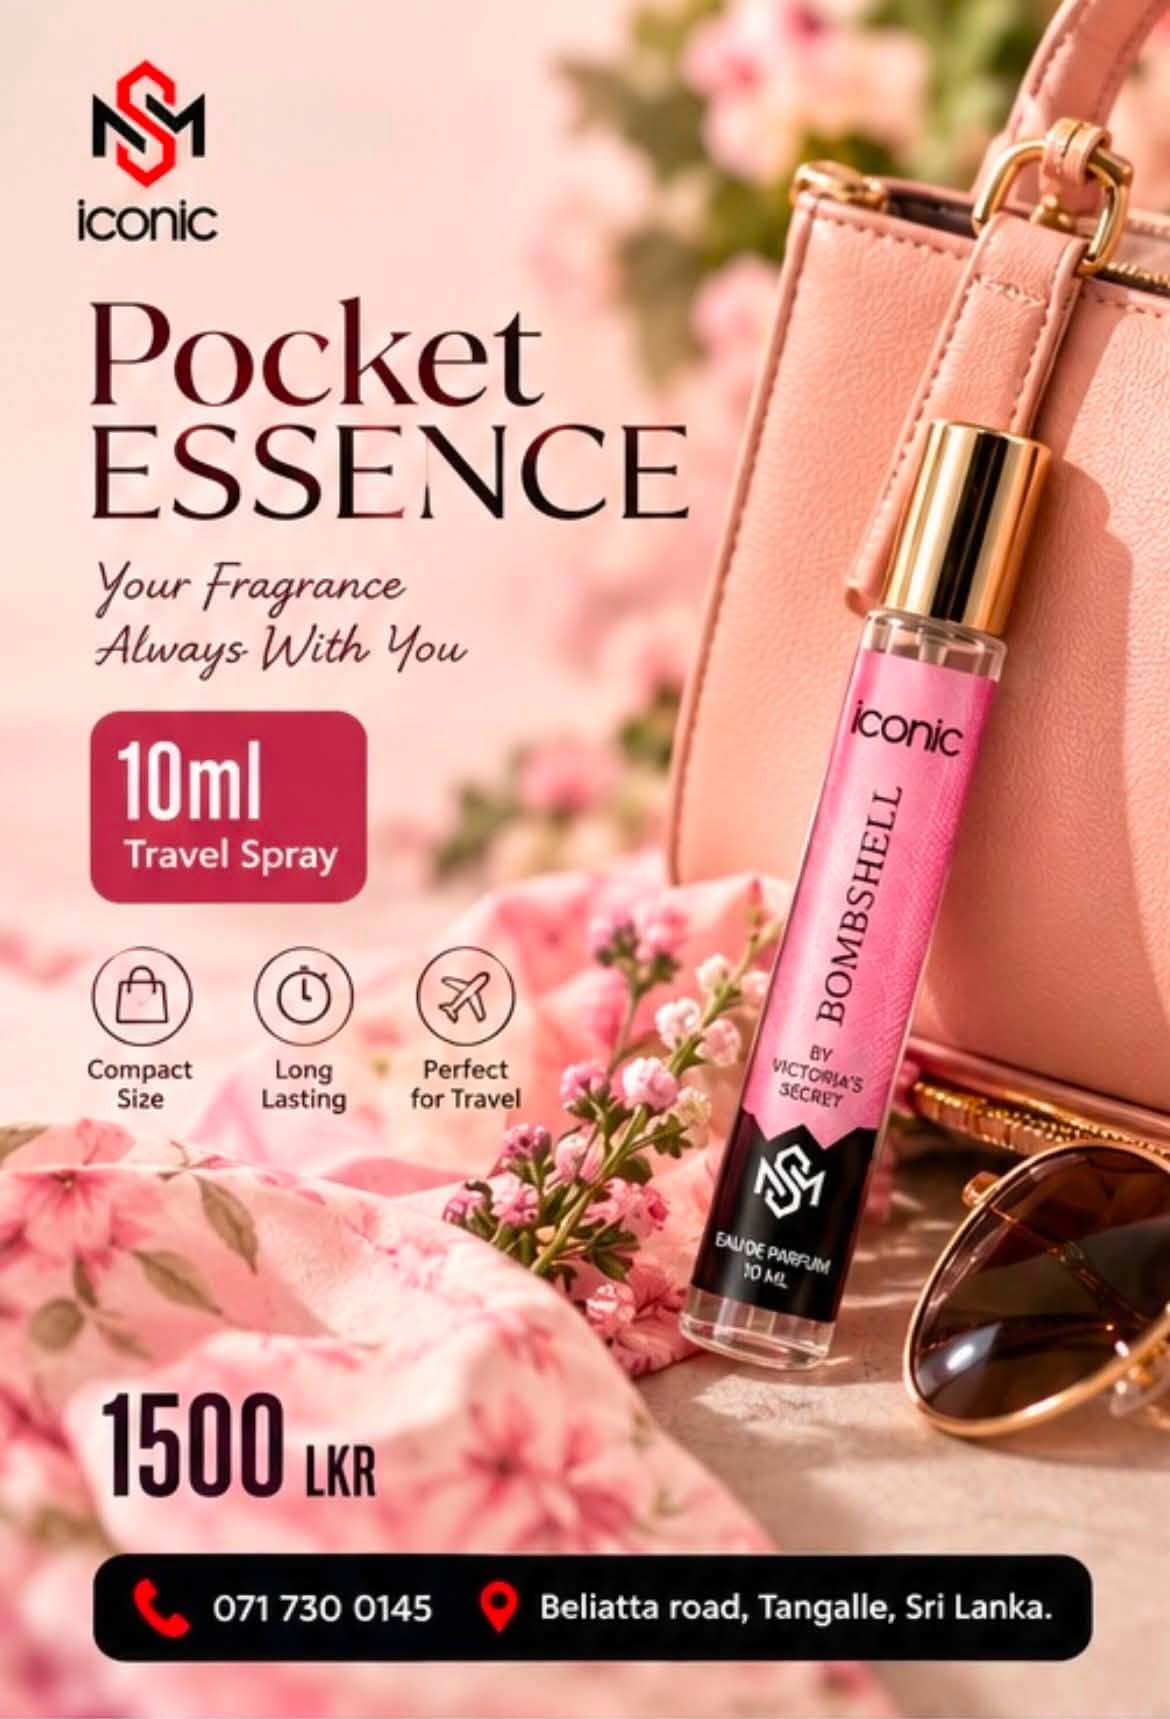 NSM
iconic
Pocket
ESSENCE
Your Fragrance
Always With You
10ml
Travel Spray
Compact
Size
Long
Lasting
Perfect
for Travel
iconic
BOMBSHELL
BY
VICTORIA'S
SECRET
NSM
EAU DE PARFUM
10 ML
1500 LKR
071 730 0145
Beliatta road, Tangalle, Sri Lanka.